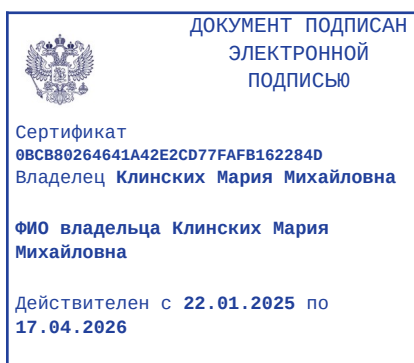 ДОКУМЕНТ ПОДПИСАН
ЭЛЕКТРОННОЙ
ПОДПИСЬЮ
Сертификат
0BCB80264641A42E2CD77FAFB162284D
Владелец Клинских Мария Михайловна
ФИО владельца Клинских Мария
Михайловна
Действителен с 22.01.2025 по
17.04.2026